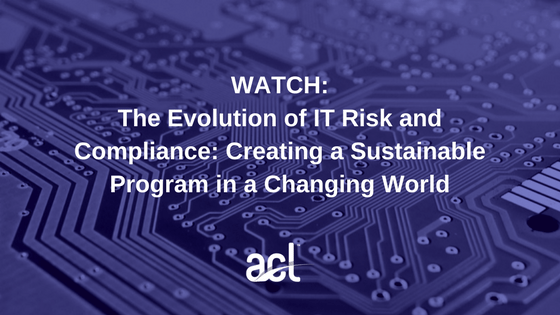 WATCH:
The Evolution of IT Risk and
Compliance: Creating a Sustainable
Program in a Changing World
acl